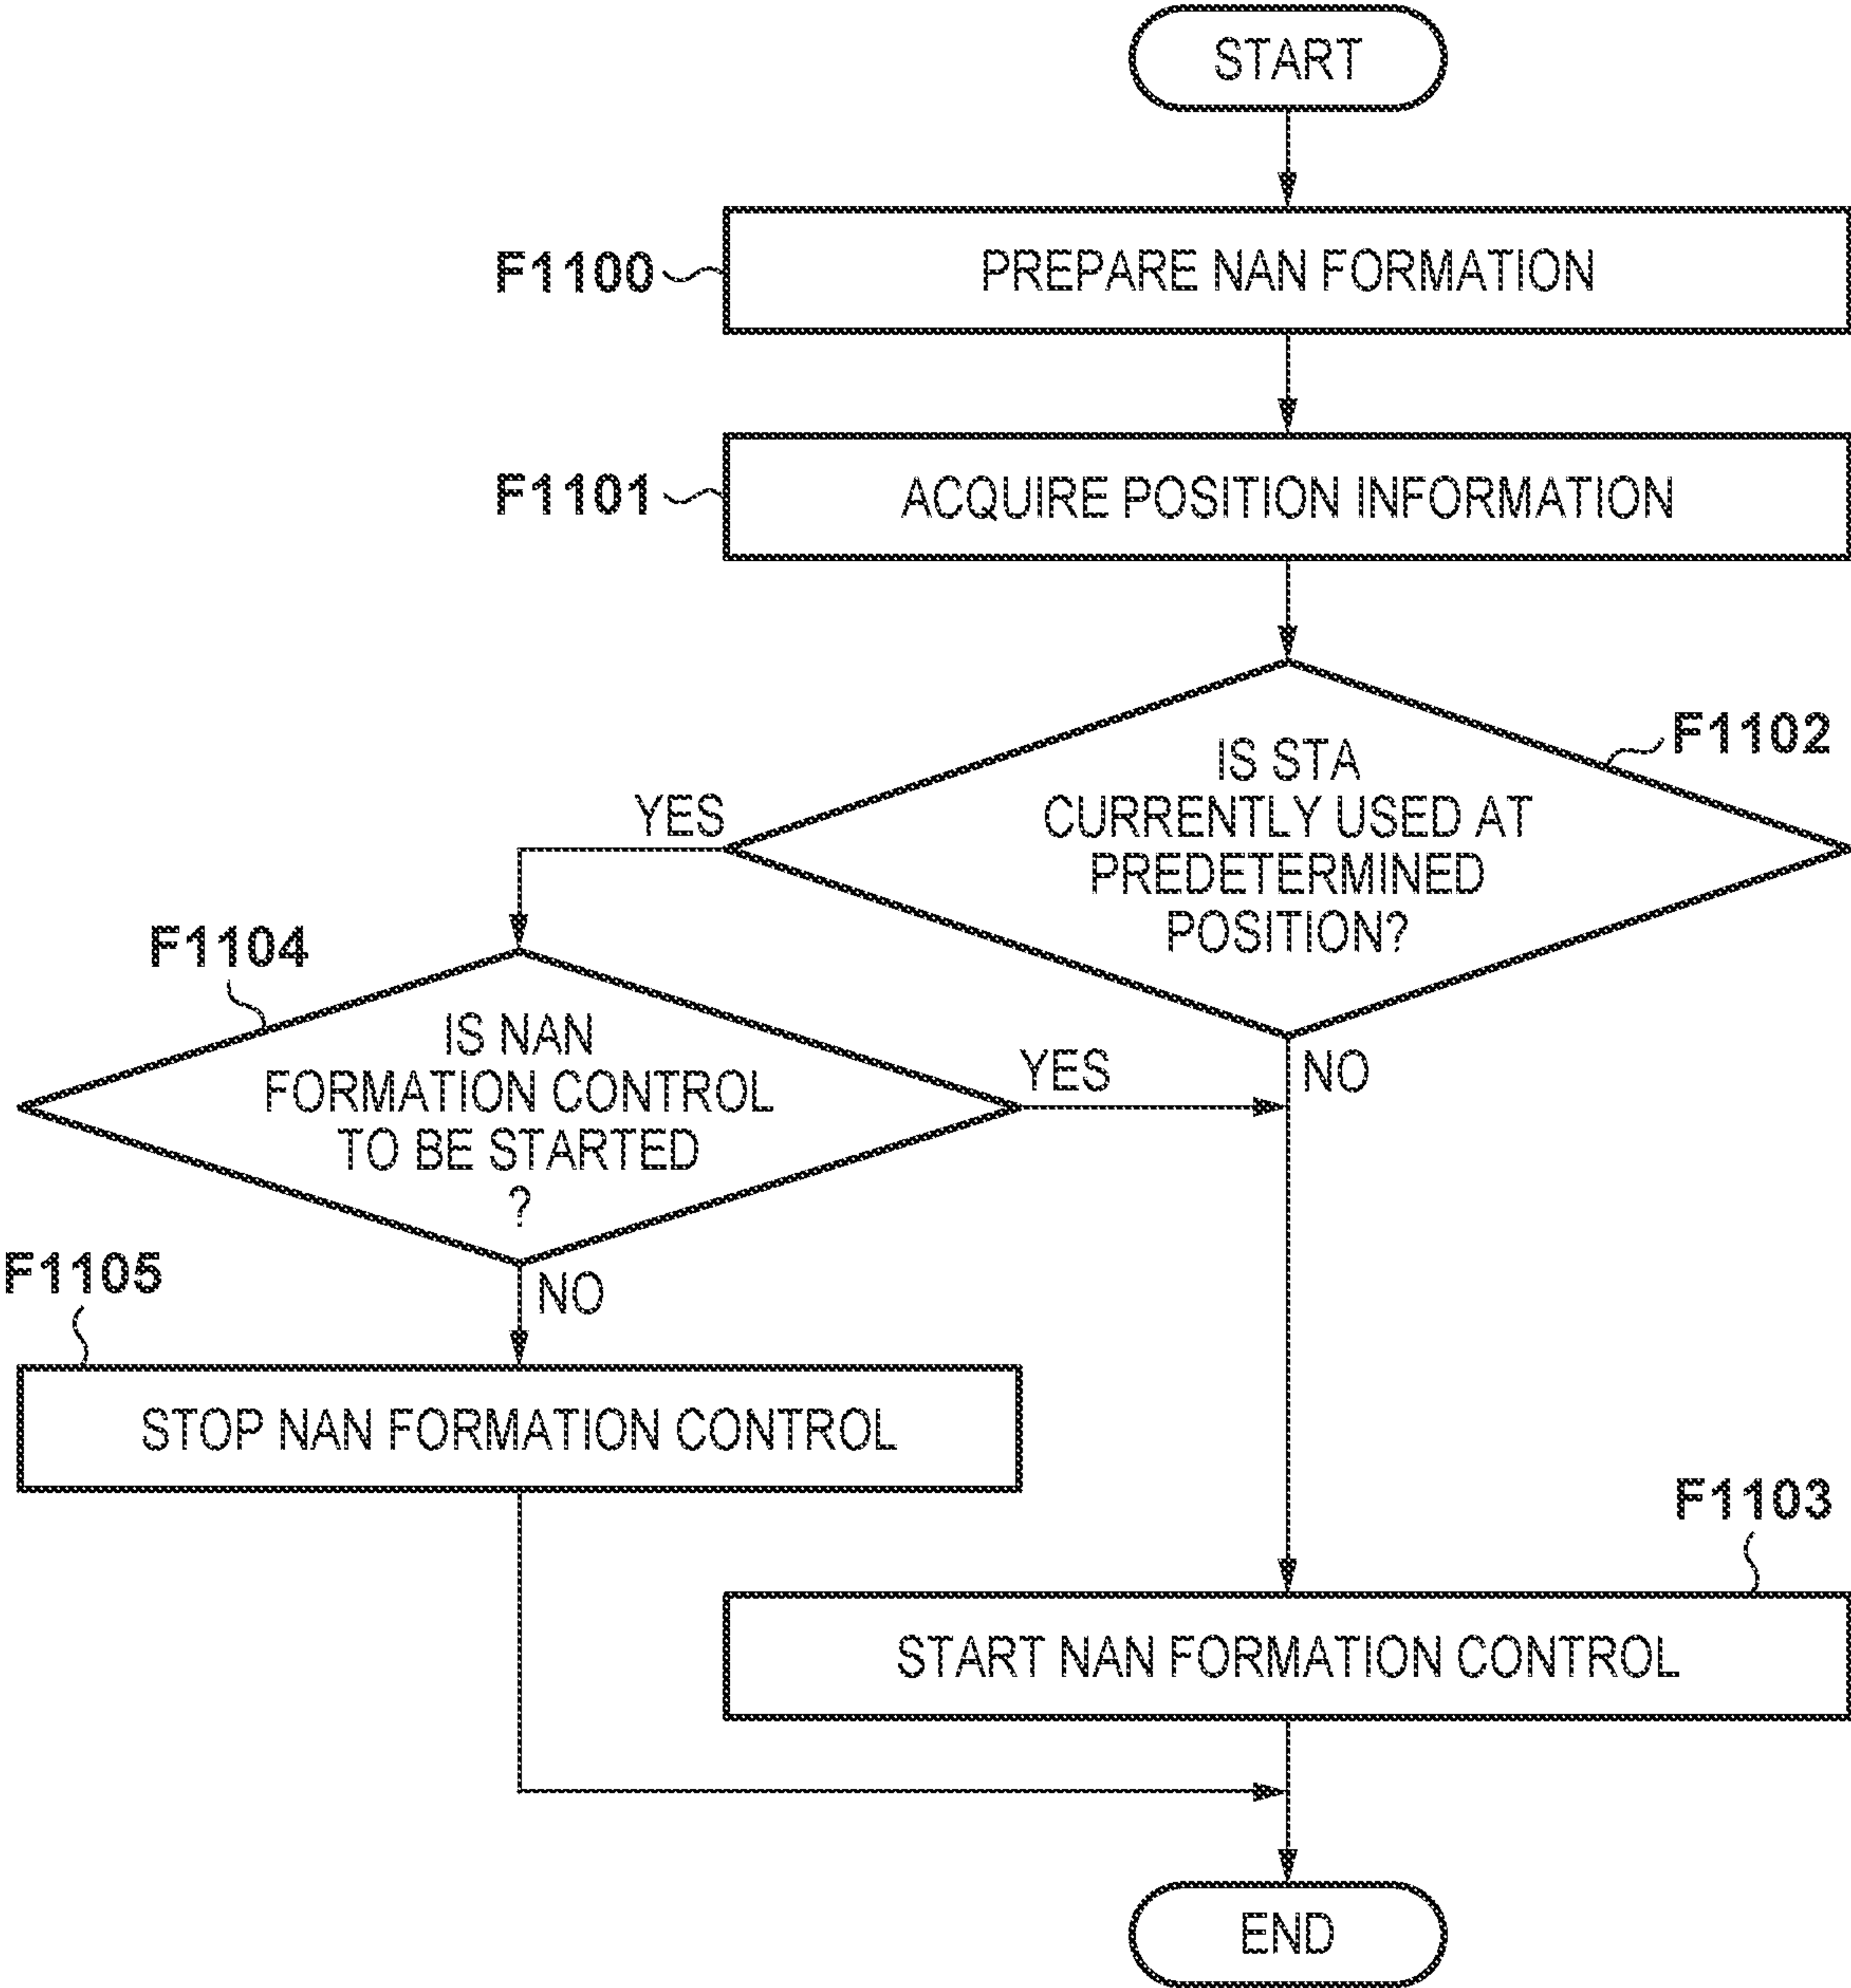 START
F1100
PREPARE NAN FORMATION
F1101
ACQUIRE POSITION INFORMATION
F1102
IS STA
CURRENTLY USED AT
PREDETERMINED
POSITION?
YES
NO
F1104
IS NAN
FORMATION CONTROL
TO BE STARTED
?
YES
NO
F1105
STOP NAN FORMATION CONTROL
F1103
START NAN FORMATION CONTROL
END